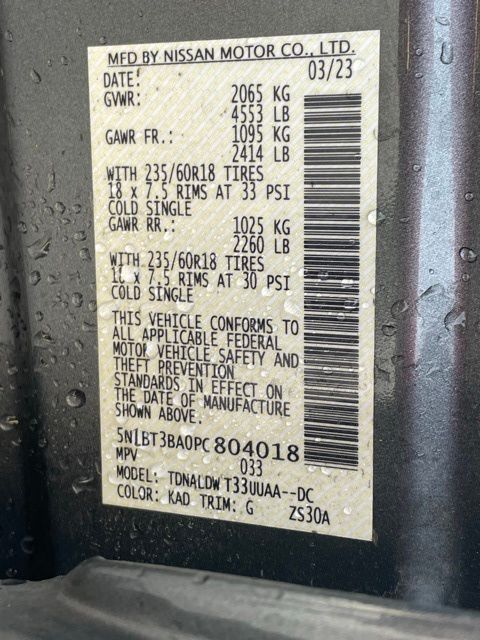 MFD BY NISSAN MOTOR CO., LTD.
DATE: 03/23
GVWR: 2065 KG
4553 LB
GAWR FR.: 1095 KG
2414 LB
WITH 235/60R18 TIRES
18 x 7.5 RIMS AT 33 PSI
COLD SINGLE
GAWR RR.: 1025 KG
2260 LB
WITH 235/60R18 TIRES
18 x 7.5 RIMS AT 30 PSI
COLD SINGLE
THIS VEHICLE CONFORMS TO
ALL APPLICABLE FEDERAL
MOTOR VEHICLE SAFETY AND
THEFT PREVENTION
STANDARDS IN EFFECT ON
THE DATE OF MANUFACTURE
SHOWN ABOVE.
5N1BT3BA0PC804018
MPV 033
MODEL: TDNALDWT33UUAA--DC
COLOR: KAD TRIM: G ZS30A